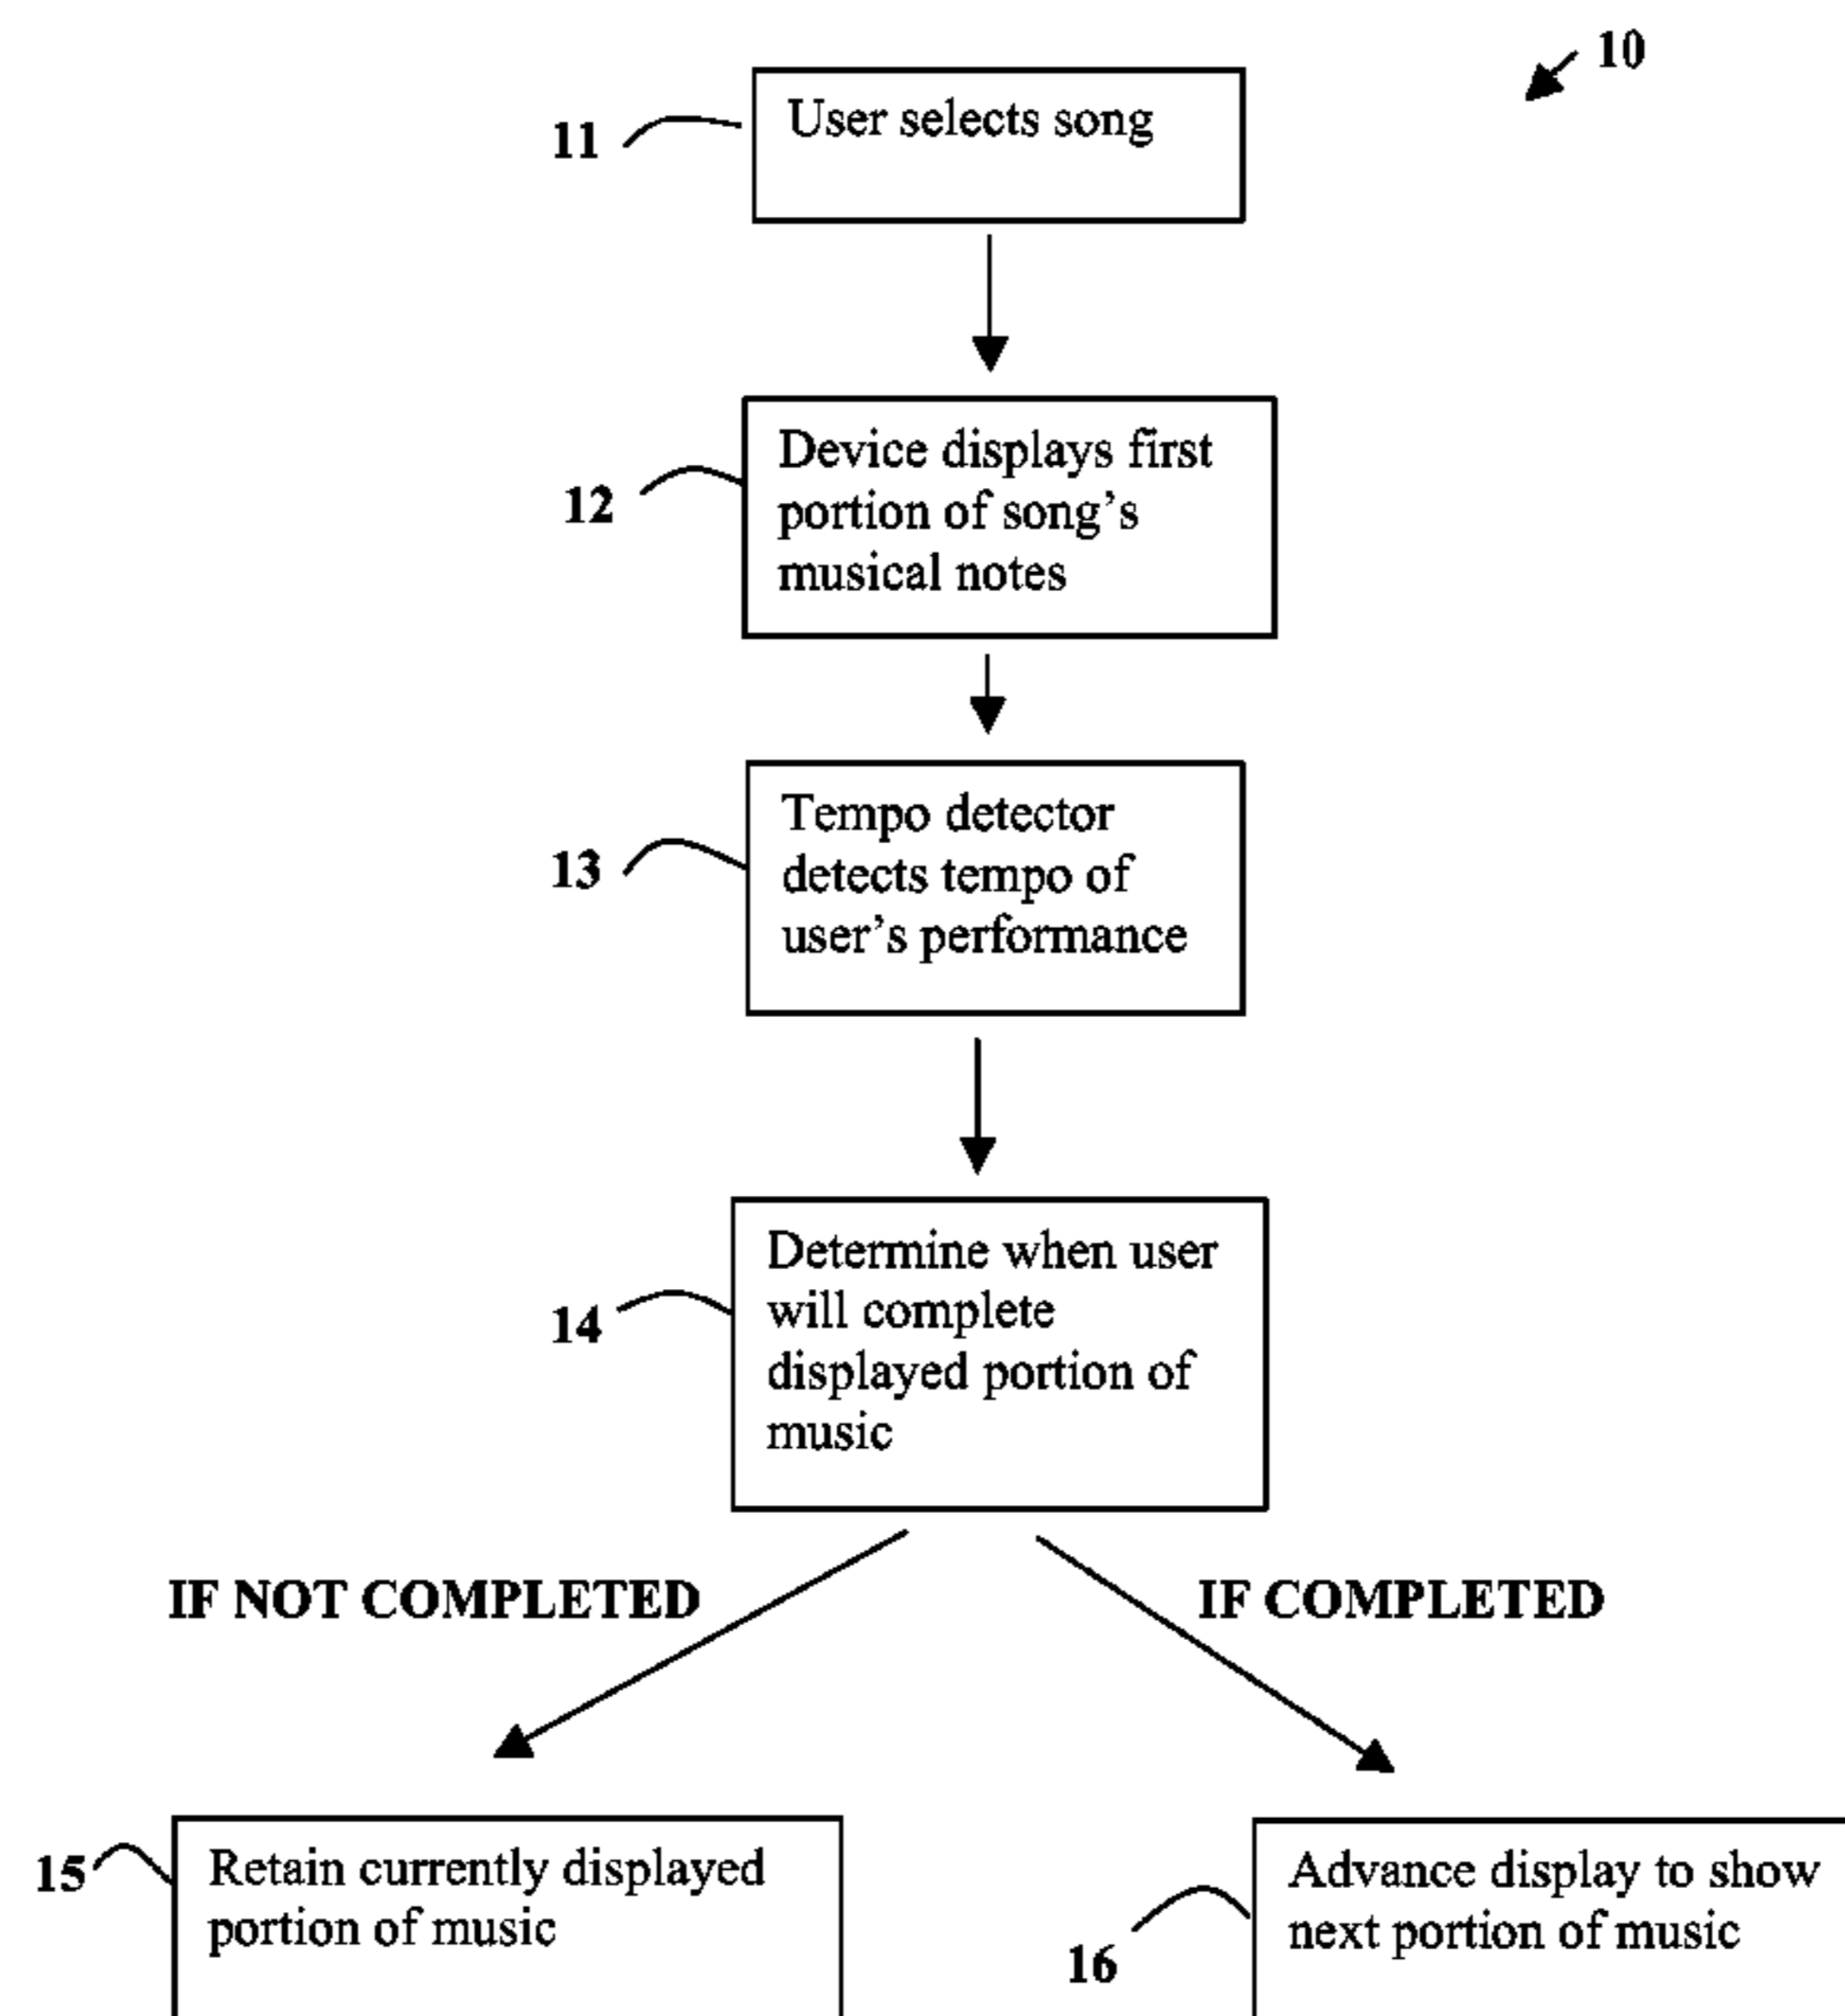 10
11
User selects song
12
Device displays first
portion of song’s
musical notes
13
Tempo detector
detects tempo of
user’s performance
14
Determine when user
will complete
displayed portion of
music
IF NOT COMPLETED
IF COMPLETED
15
Retain currently displayed
portion of music
16
Advance display to show
next portion of music